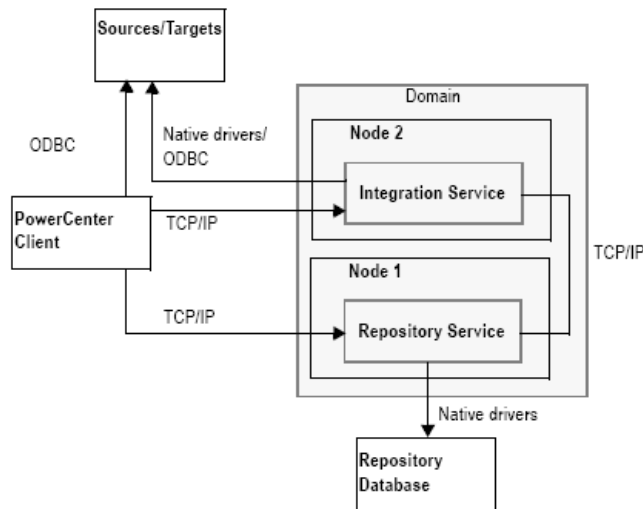 Sources/Targets
Domain
Node 2
Native drivers/
ODBC
ODBC
Integration Service
PowerCenter
Client
TCP/IP
TCP/IP
Node 1
TCP/IP
Repository Service
Native drivers
Repository
Database